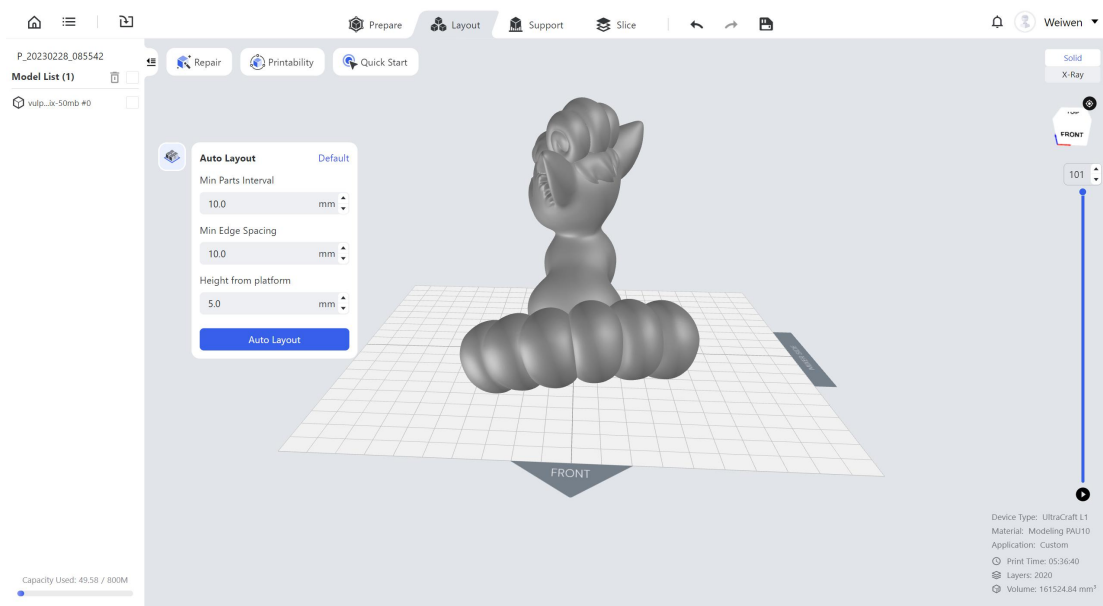 Prepare
Layout
Support
Slice
Weiwen
P_20230228_085542
Model List (1)
vulp...ix-50mb #0
Repair
Printability
Quick Start
Solid
X-Ray
FRONT
101
Auto Layout
Default
Min Parts Interval
10.0 mm
Min Edge Spacing
10.0 mm
Height from platform
5.0 mm
Auto Layout
FRONT
Device Type: UltraCraft L1
Material: Modeling PAU10
Application: Custom
Print Time: 05:36:40
Layers: 2020
Volume: 161524.84 mm³
Capacity Used: 49.58 / 800M